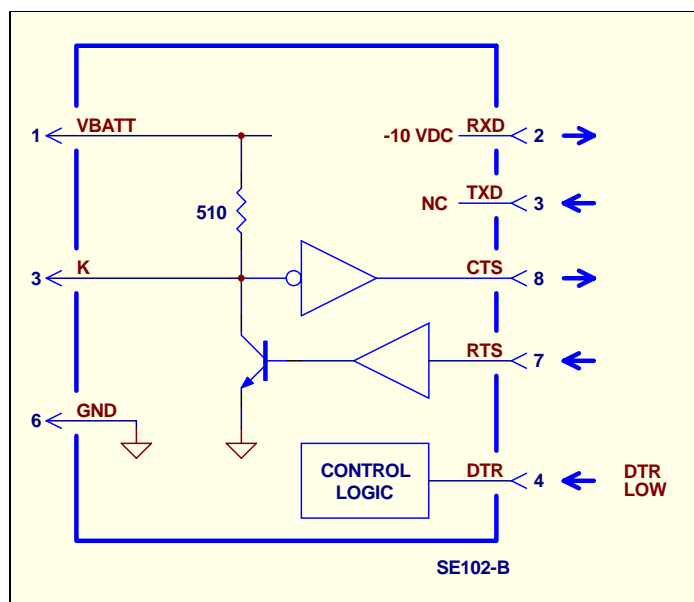 1 VBATT
-10 VDC RXD 2
NC TXD 3
510
3 K
CTS 8
RTS 7
6 GND
CONTROL
LOGIC
DTR 4
DTR
LOW
SE102-B